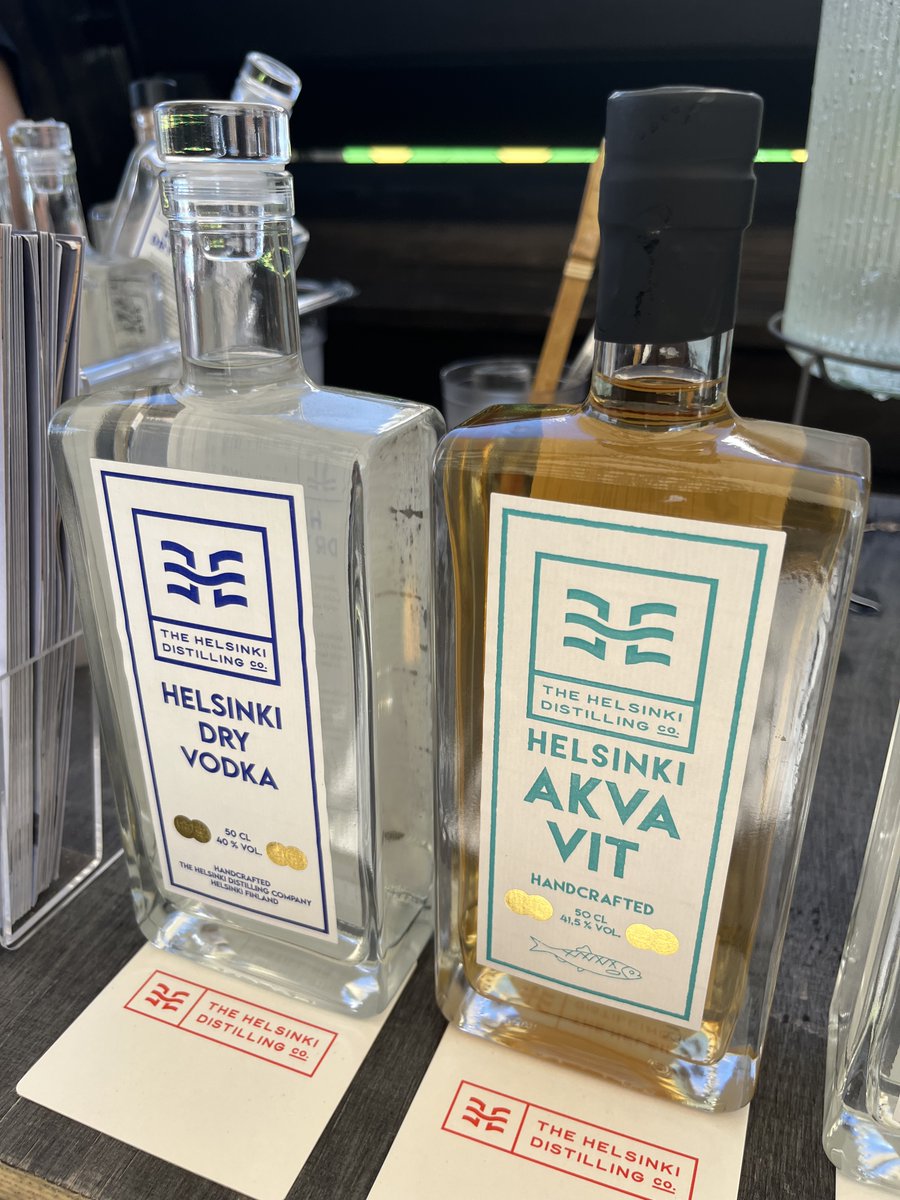 THE HELSINKI
DISTILLING CO.
HELSINKI
DRY
VODKA
50 CL
40 % VOL.
HANDCRAFTED
THE HELSINKI DISTILLING COMPANY
HELSINKI FINLAND
THE HELSINKI
DISTILLING CO.
HELSINKI
AKVA
VIT
HANDCRAFTED
50 CL
41,5 % VOL.
THE HELSINKI
DISTILLING CO.
THE HELSINKI
DISTILLING CO.